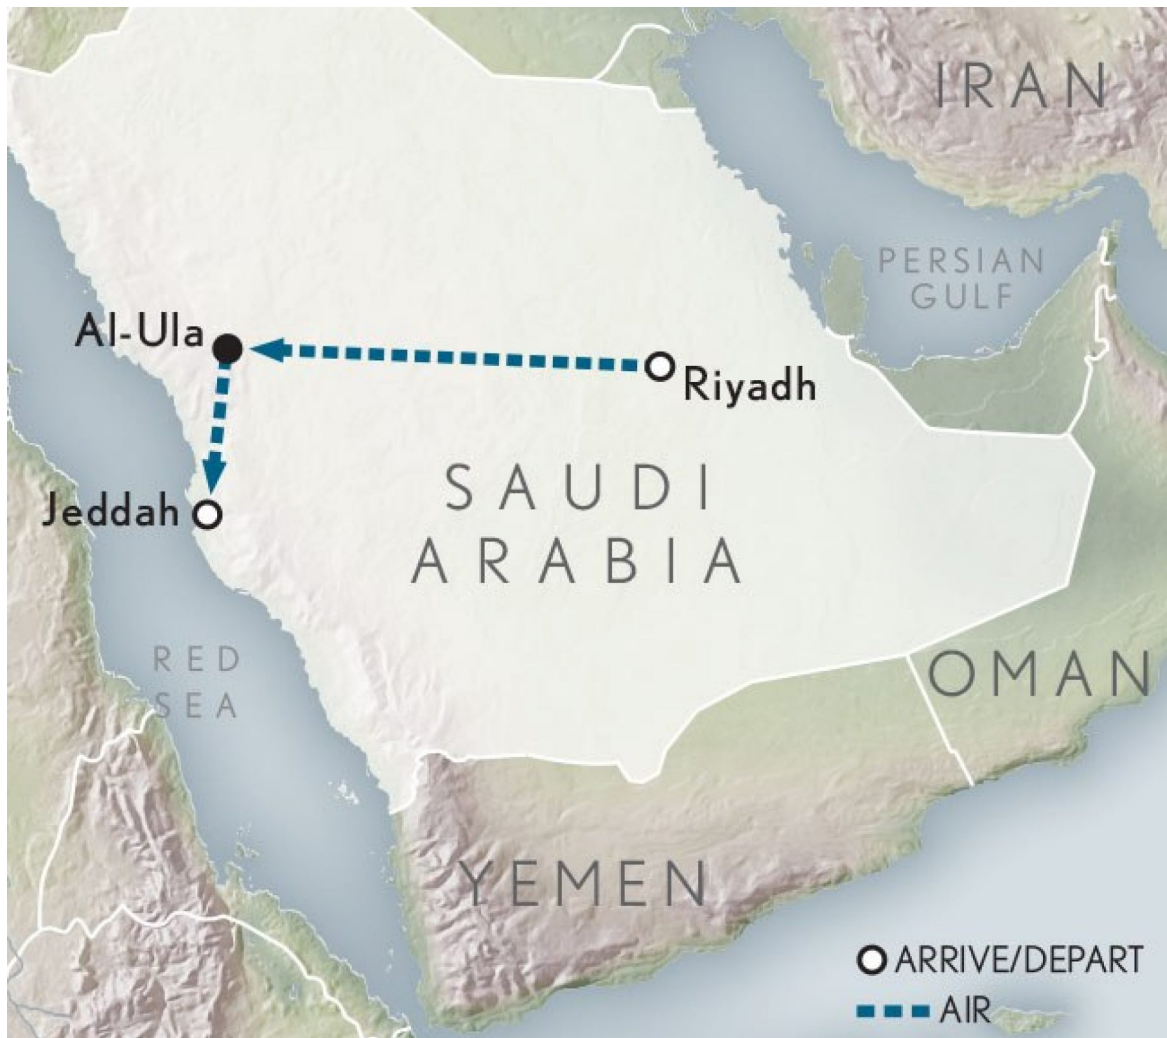 IRAN
PERSIAN
GULF
Al-Ula
Riyadh
SAUDI
ARABIA
Jeddah
RED
SEA
OMAN
YEMEN
ARRIVE/DEPART
AIR